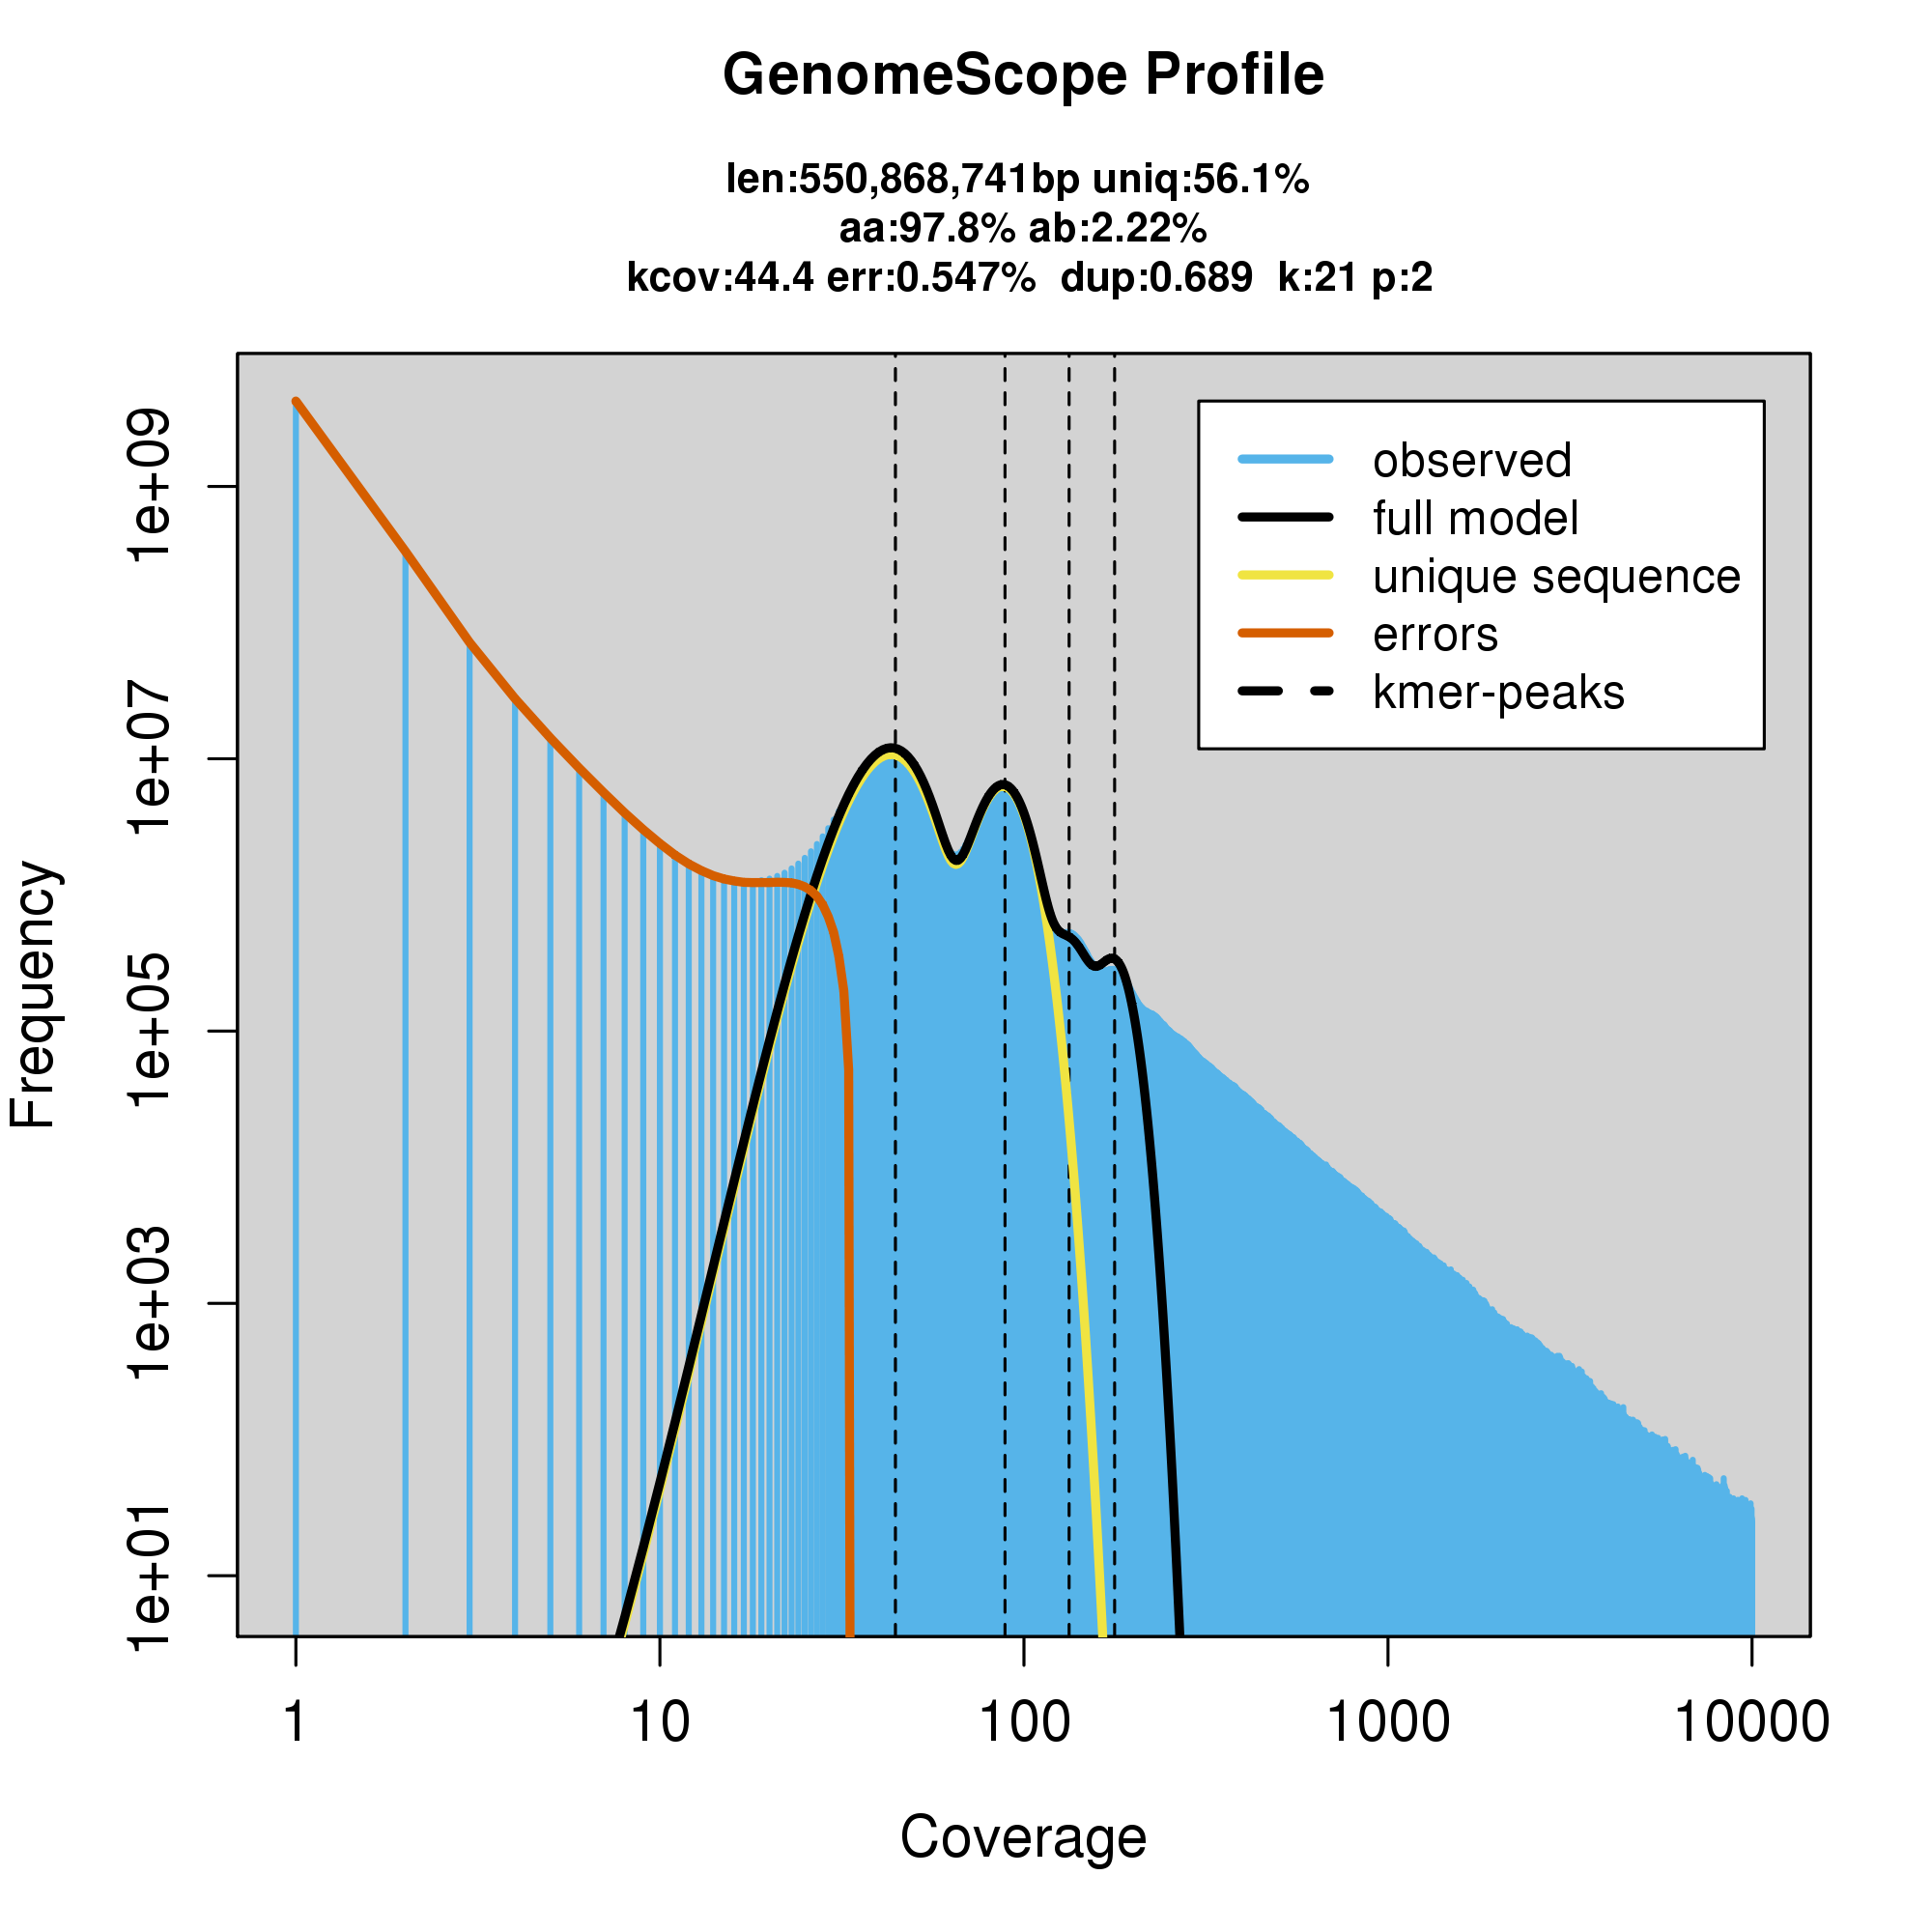 GenomeScope Profile
len:550,868,741bp uniq:56.1%
aa:97.8% ab:2.22%
kcov:44.4 err:0.547% dup:0.689 k:21 p:2
observed
full model
unique sequence
errors
kmer-peaks
Frequency
1e+09
1e+07
1e+05
1e+03
1e+01
1 10 100 1000 10000
Coverage